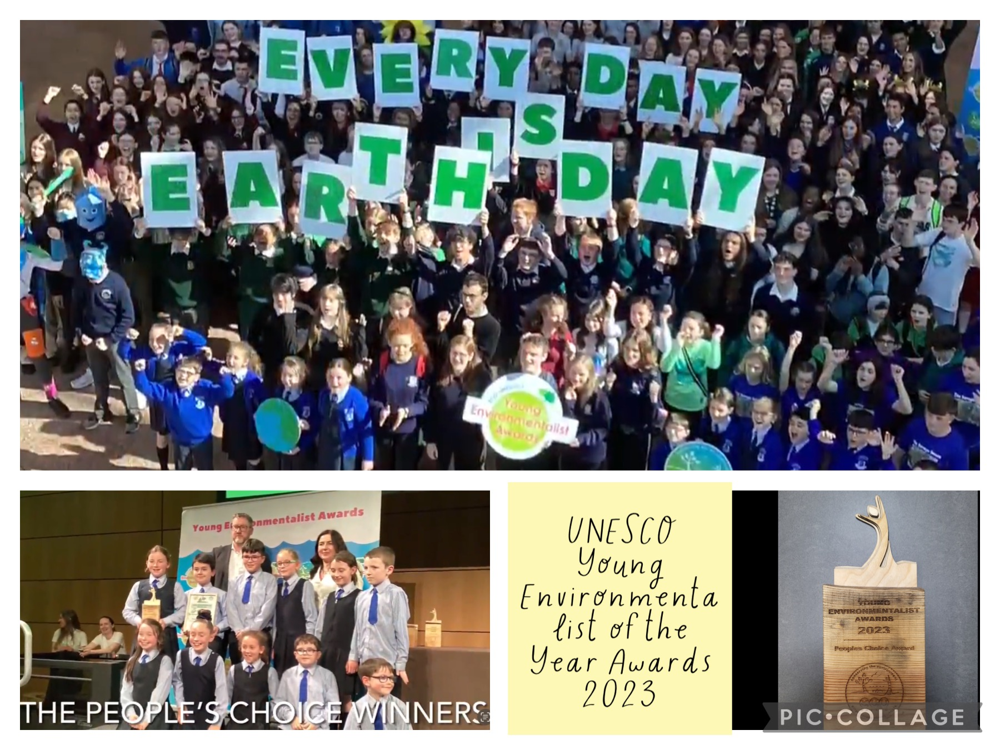 EVERY DAY
IS
EARTH DAY
Young
Environmentalist
Awards
Young Environmentalist Awards
THE PEOPLE'S CHOICE WINNERS
UNESCO
Young
Environmenta
list of the
Year Awards
2023
YOUNG
ENVIRONMENTALIST
AWARDS
2023
Peoples Choice Award
PIC•COLLAGE